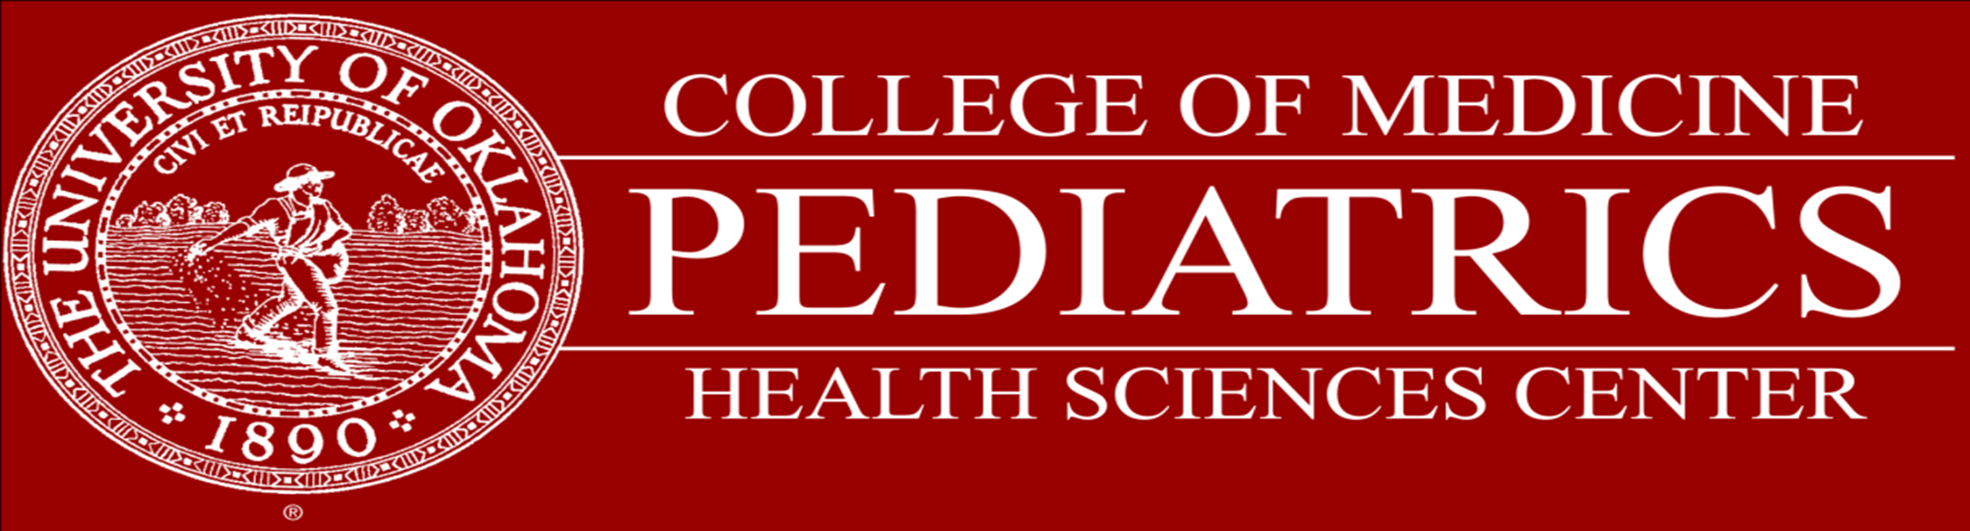 THE UNIVERSITY OF OKLAHOMA
CIVI ET REIPUBLICAE
1890
®
COLLEGE OF MEDICINE
PEDIATRICS
HEALTH SCIENCES CENTER